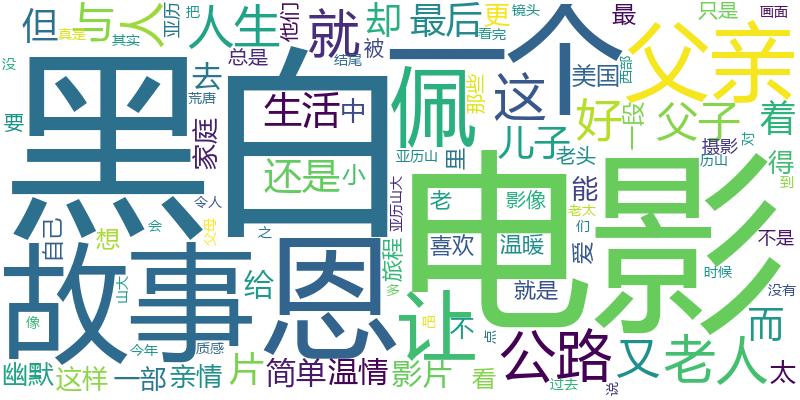 但
与
人
亚历
人生
他们
就
却
被
最后
更
镜头
看完
最
只是
画面
真是
其实
总是
没
荒唐
去
一个
那些
美国
西部
父亲
结尾
要
黑白
生活
中
佩
这
好
父子
着
家庭
还是
小
亚历山
里
儿子
老头
一段
摄影
对
历山
得
到
自己
令人
亚历山大
电影
老
影像
能
老太
们
想
会
父母
之
喜欢
温暖
爱
不是
故事
恩
旅程
就是
时候
没有
山大
给
多
让
不
点
像
吧
公路
又
老人
而
今年
质感
幽默
这样
一部
亲情
片
简单
温情
影片
看
过去
说
太
把